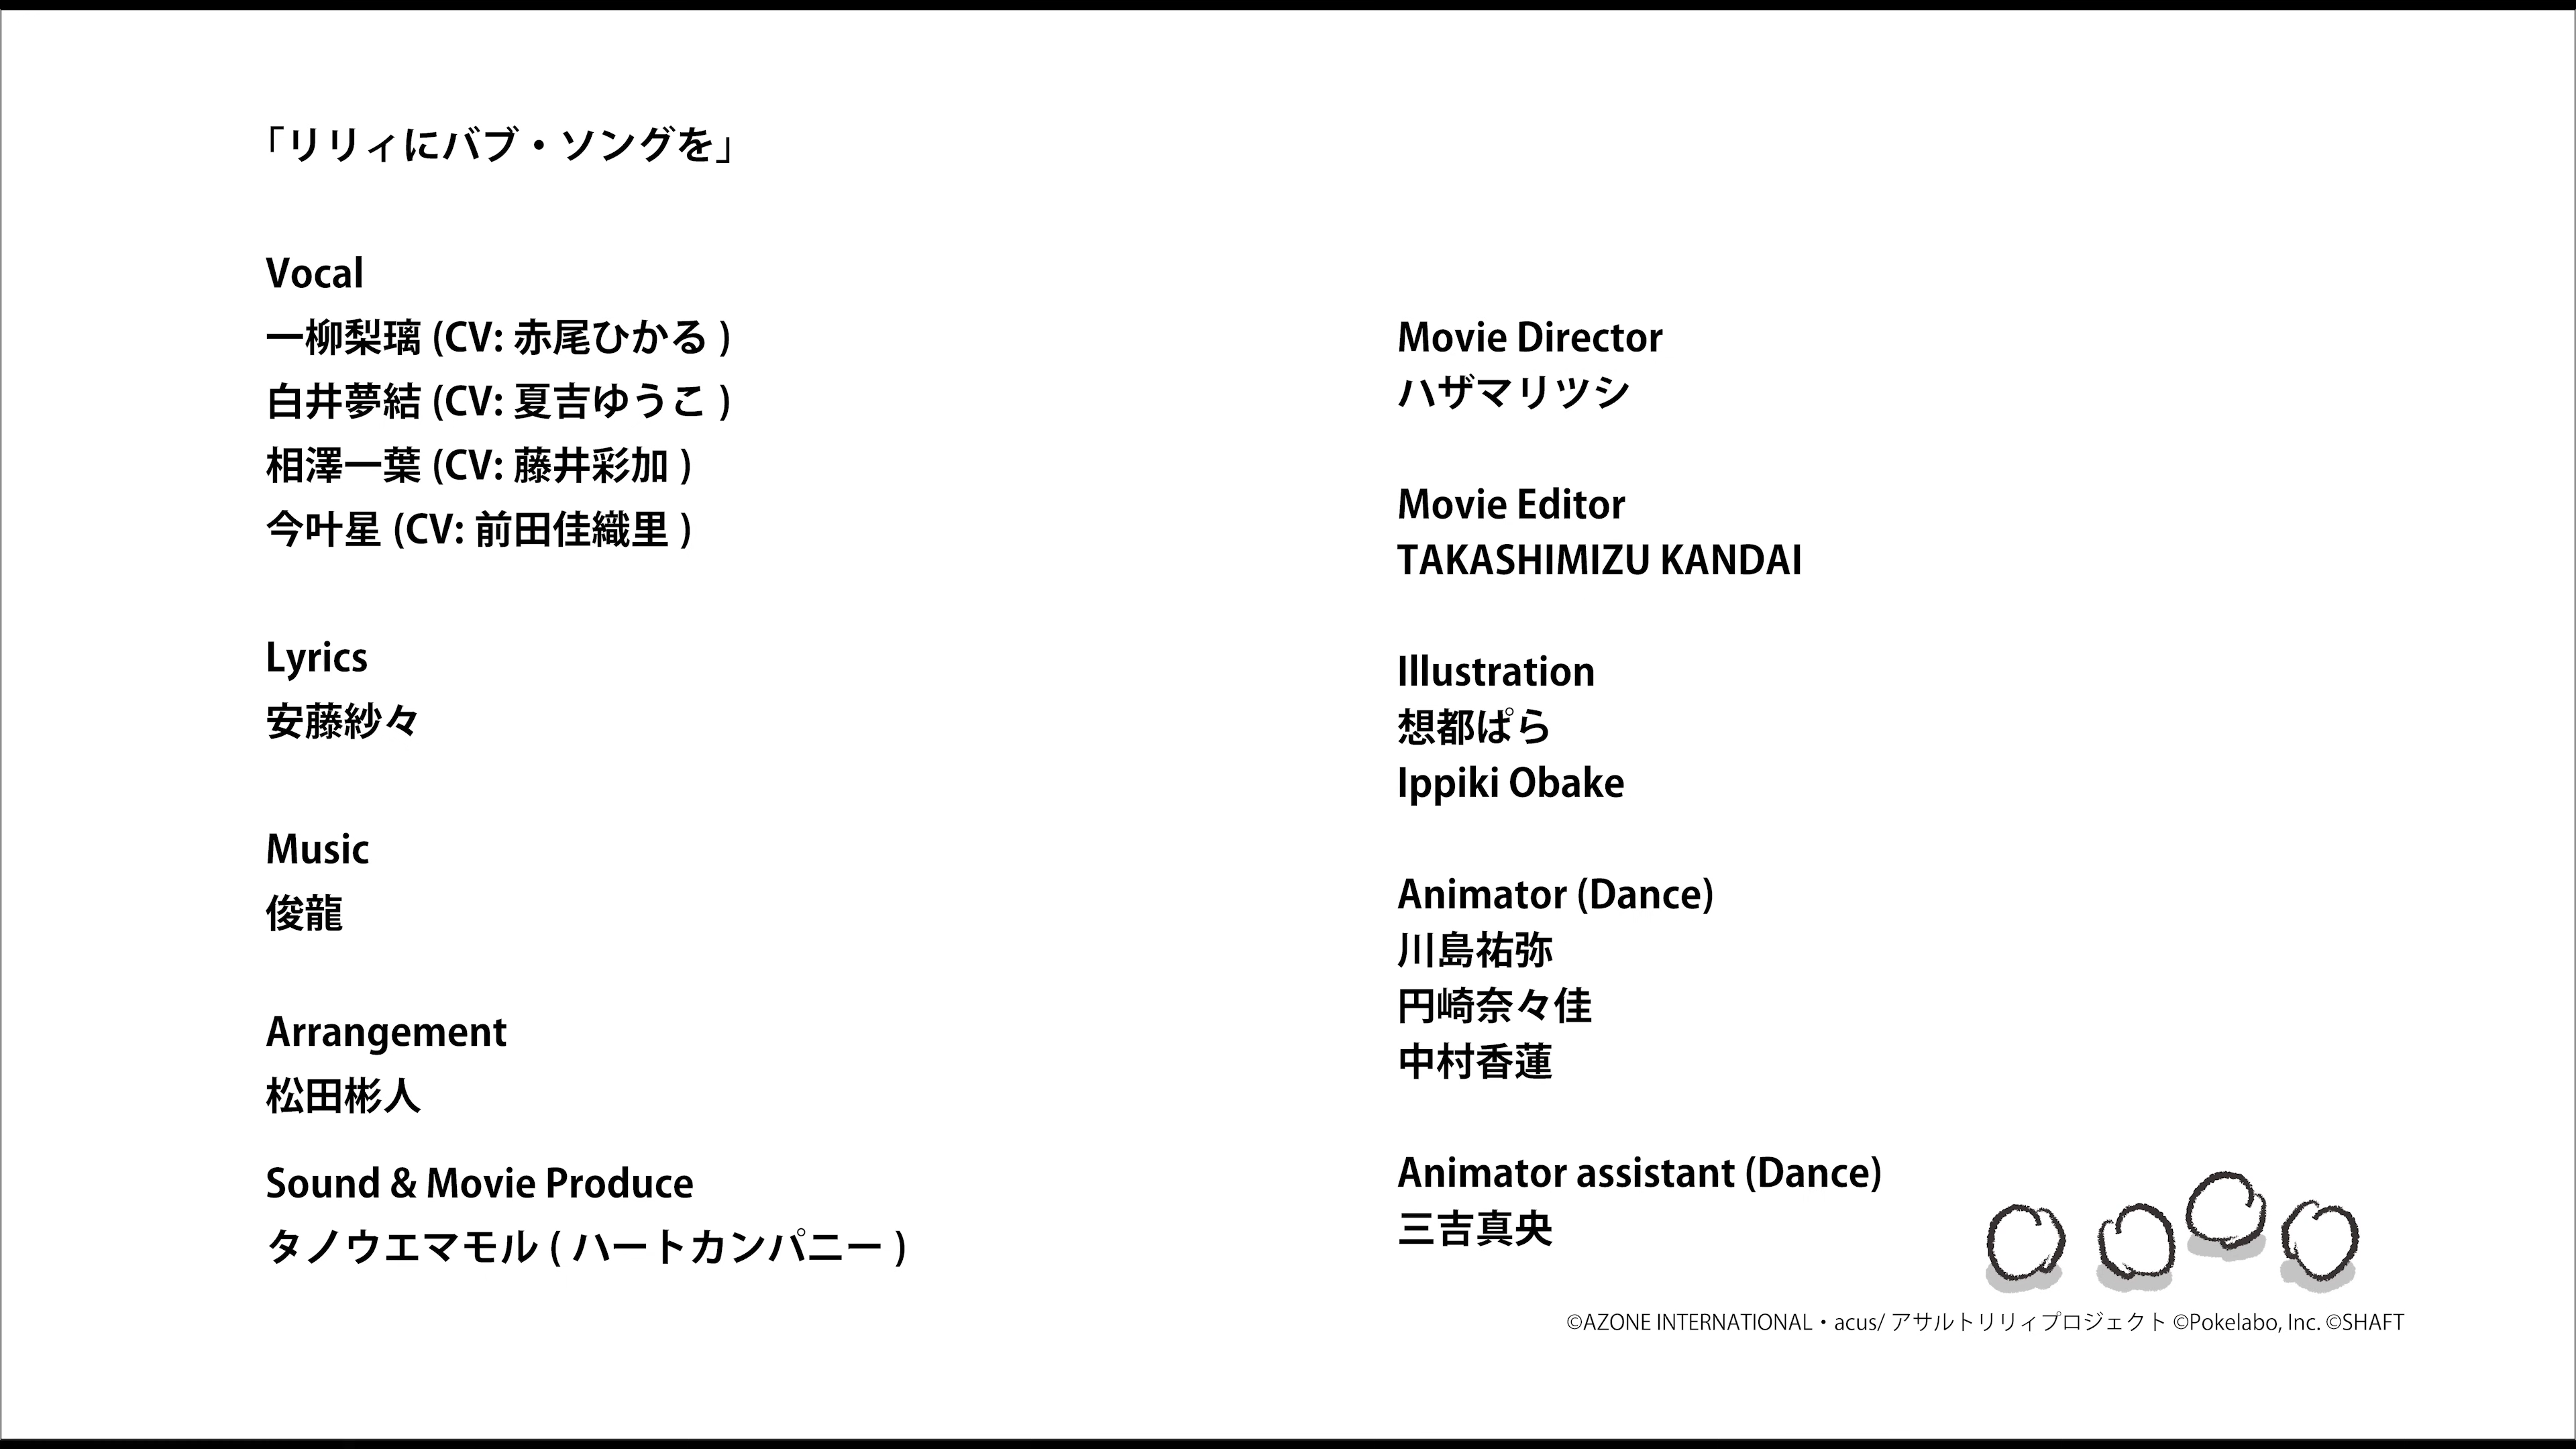 「リリィにバブ・ソングを」
Vocal
一柳梨璃 (CV: 赤尾ひかる )
白井夢結 (CV: 夏吉ゆうこ )
相澤一葉 (CV: 藤井彩加 )
今叶星 (CV: 前田佳織里 )
Lyrics
安藤紗々
Music
俊龍
Arrangement
松田彬人
Sound & Movie Produce
タノウエマモル ( ハートカンパニー )
Movie Director
ハザマリツシ
Movie Editor
TAKASHIMIZU KANDAI
Illustration
想都ぱら
Ippiki Obake
Animator (Dance)
川島祐弥
円崎奈々佳
中村香蓮
Animator assistant (Dance)
三吉真央
©AZONE INTERNATIONAL・acus/ アサルトリリィプロジェクト ©Pokelabo, Inc. ©SHAFT